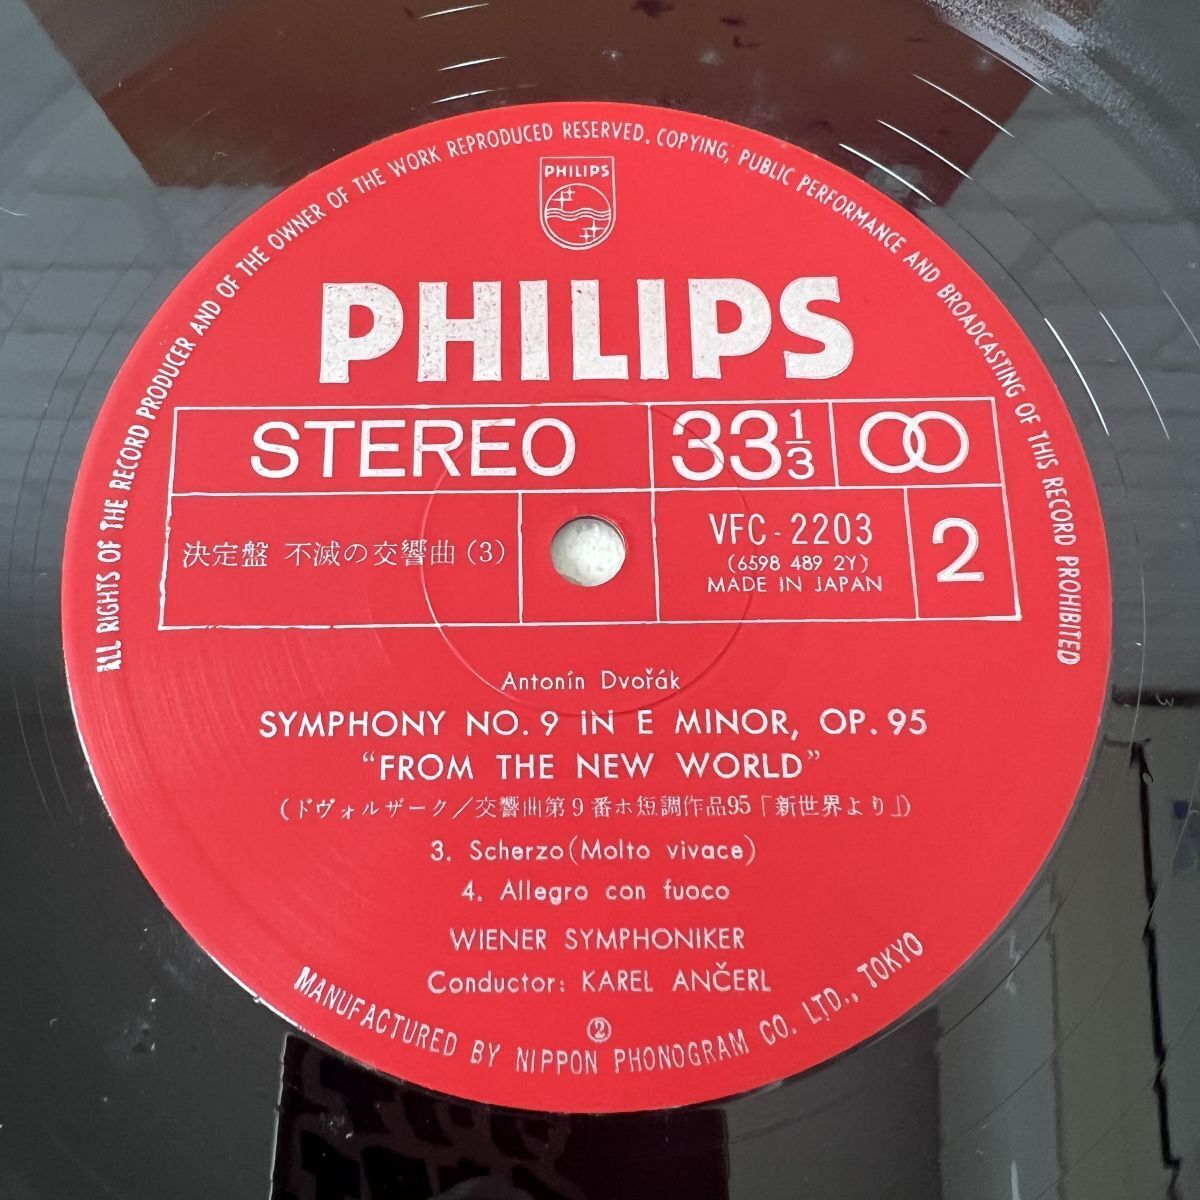 ALL RIGHTS OF THE RECORD PRODUCER AND OF THE OWNER OF THE WORK REPRODUCED RESERVED. COPYING, PUBLIC PERFORMANCE AND BROADCASTING OF THIS RECORD PROHIBITED
PHILIPS
PHILIPS
STEREO 33 1/3
決定盤 不滅の交響曲(3)
VFC-2203
(6598 489 2Y)
MADE IN JAPAN
2
Antonín Dvořák
SYMPHONY NO. 9 IN E MINOR, OP. 95
"FROM THE NEW WORLD"
(ドヴォルザーク/交響曲第9番ホ短調作品95「新世界より」)
3. Scherzo (Molto vivace)
4. Allegro con fuoco
WIENER SYMPHONIKER
Conductor: KAREL ANČERL
②
MANUFACTURED BY NIPPON PHONOGRAM CO. LTD., TOKYO